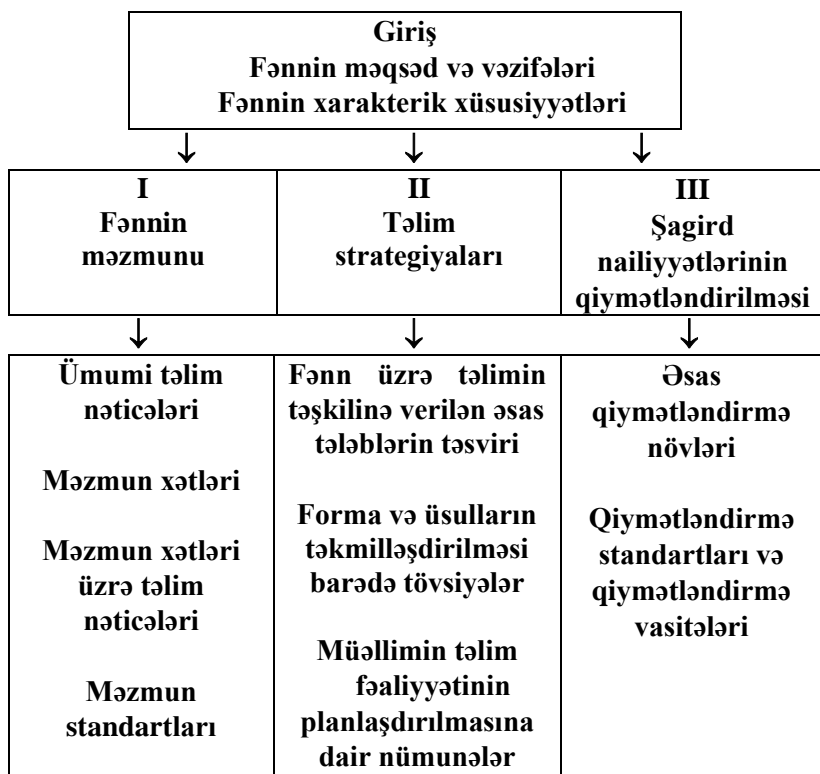 Giriş
Fənnin məqsəd və vəzifələri
Fənnin xarakterik xüsusiyyətləri
I
Fənnin
məzmunu
II
Təlim
strategiyaları
III
Şagird
nailiyyətlərinin
qiymətləndirilməsi
Ümumi təlim
nəticələri
Məzmun xətləri
Məzmun xətləri
üzrə təlim
nəticələri
Məzmun
standartları
Fənn üzrə təlimin
təşkilinə verilən əsas
tələblərin təsviri
Forma və üsulların
təkmilləşdirilməsi
barədə tövsiyələr
Müəllimin təlim
fəaliyyətinin
planlaşdırılmasına
dair nümunələr
Əsas
qiymətləndirmə
növləri
Qiymətləndirmə
standartları və
qiymətləndirmə
vasitələri